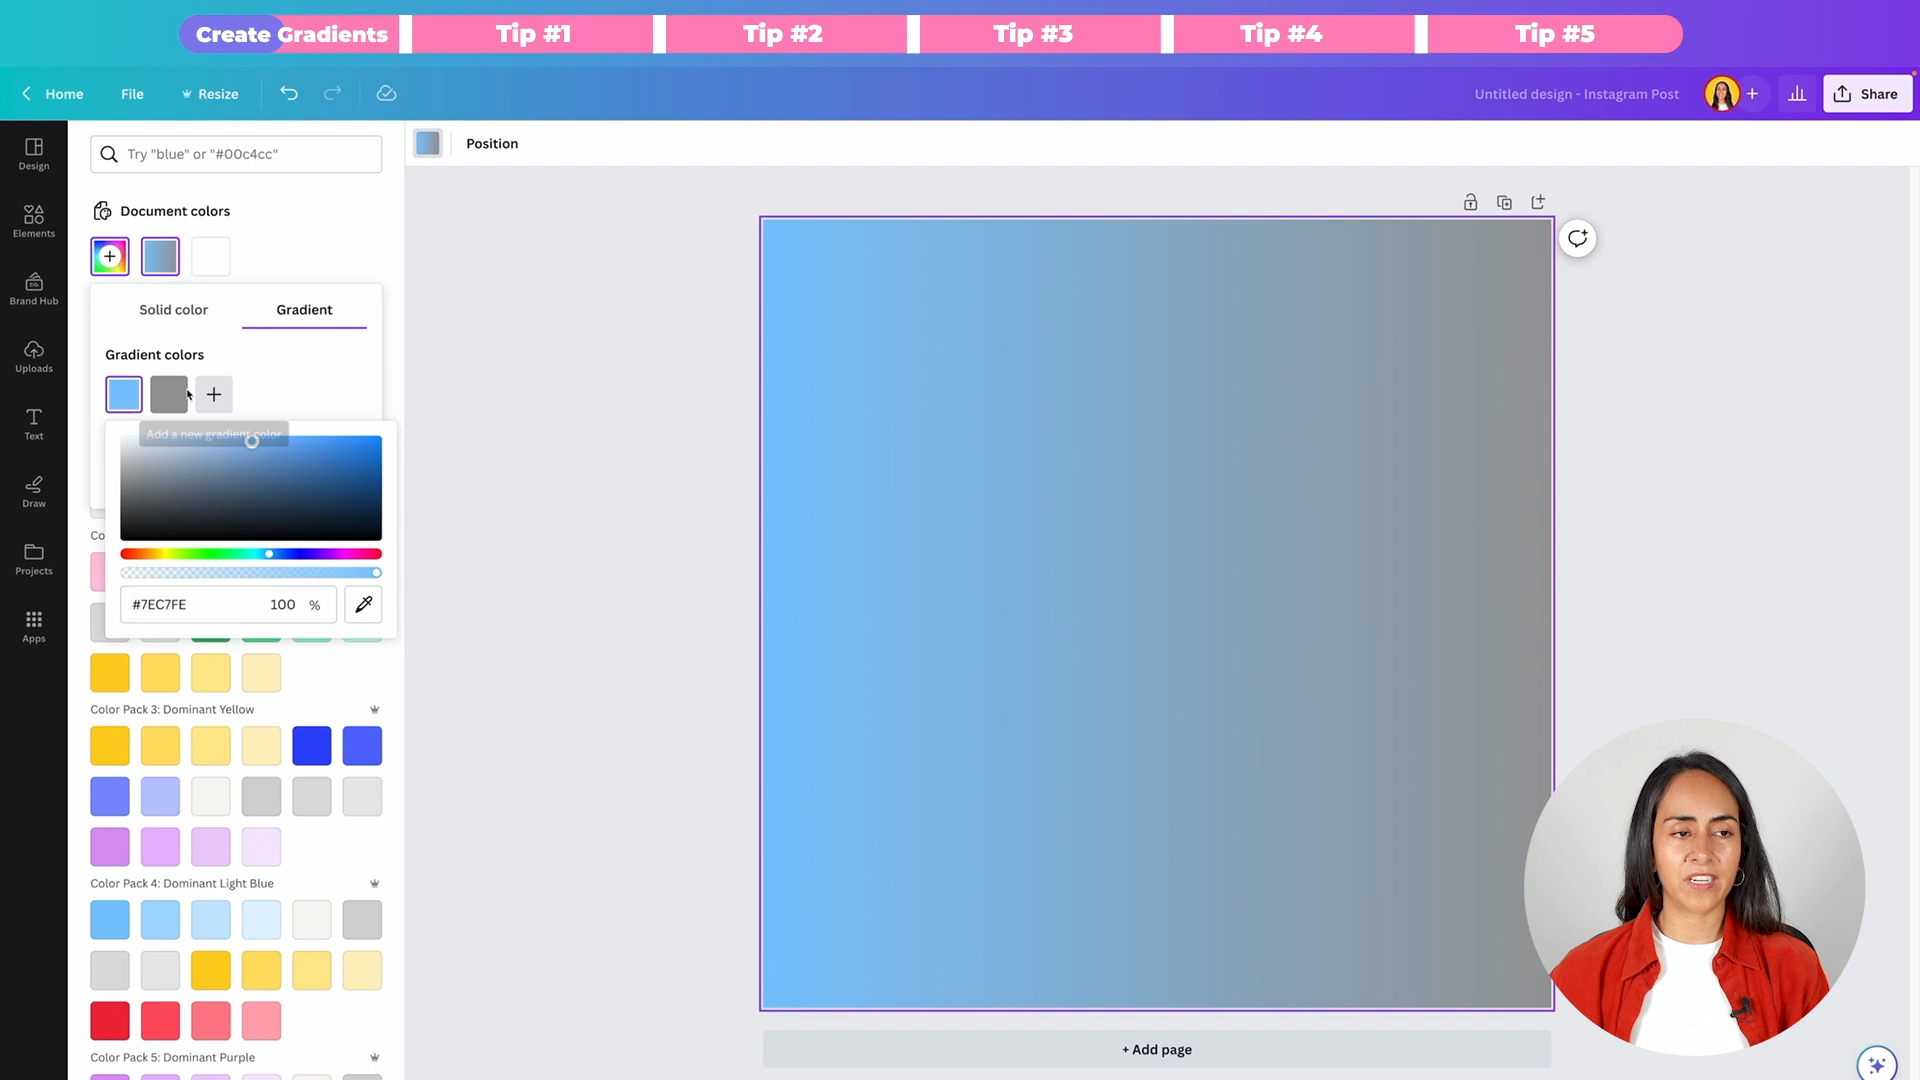 Create Gradients
Tip #1
Tip #2
Tip #3
Tip #4
Tip #5
Home
File
Resize
Untitled design - Instagram Post
Share
Design
Elements
CO.
Brand Hub
Uploads
Text
Draw
Projects
Apps
Try "blue" or "#00c4cc"
Position
Document colors
Solid color
Gradient
Gradient colors
Add a new gradient color
Co
#7EC7FE
100 %
Color Pack 3: Dominant Yellow
Color Pack 4: Dominant Light Blue
Color Pack 5: Dominant Purple
+ Add page